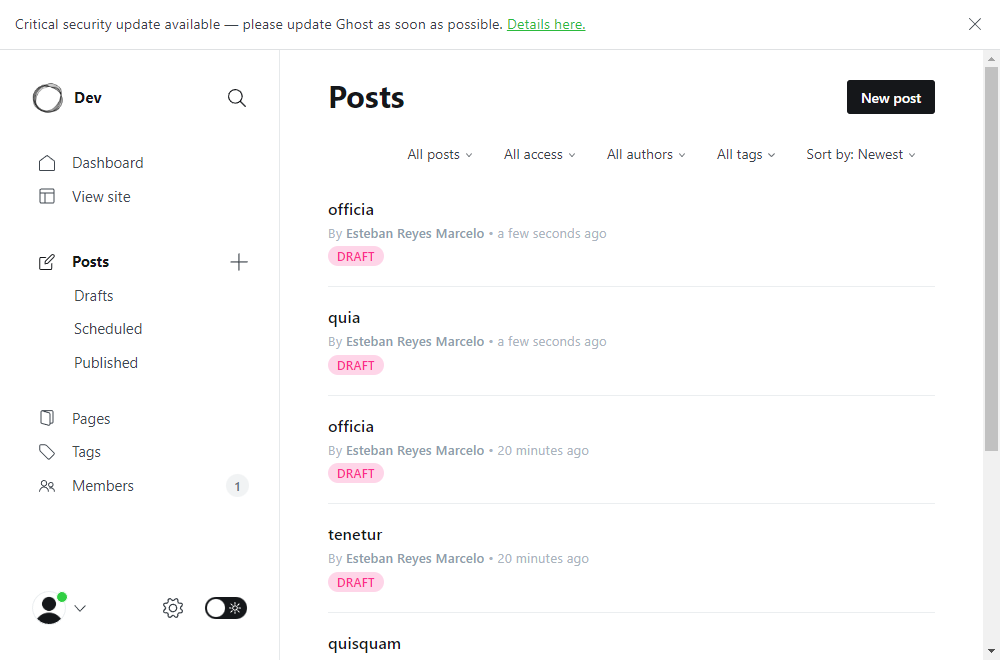 Critical security update available — please update Ghost as soon as possible. Details here.
Dev
Dashboard
View site
Posts
Drafts
Scheduled
Published
Pages
Tags
Members 1
Posts
New post
All posts All access All authors All tags Sort by: Newest
officia
By Esteban Reyes Marcelo • a few seconds ago
DRAFT
quia
By Esteban Reyes Marcelo • a few seconds ago
DRAFT
officia
By Esteban Reyes Marcelo • 20 minutes ago
DRAFT
tenetur
By Esteban Reyes Marcelo • 20 minutes ago
DRAFT
quisquam